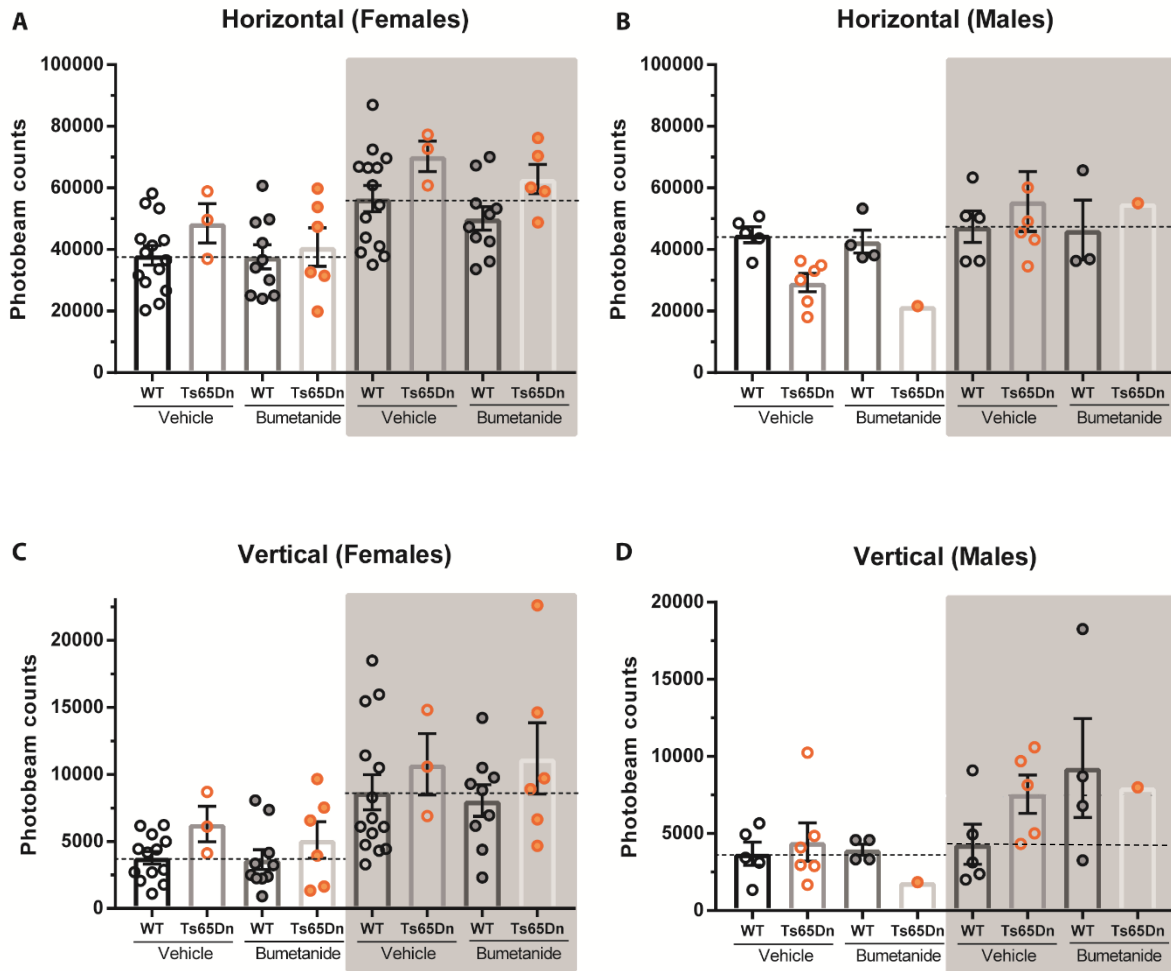 A
Horizontal (Females)
Photobeam counts
100000
80000
60000
40000
20000
0
WT Ts65Dn WT Ts65Dn WT Ts65Dn WT Ts65Dn
Vehicle Bumetanide Vehicle Bumetanide
B
Horizontal (Males)
Photobeam counts
100000
80000
60000
40000
20000
0
WT Ts65Dn WT Ts65Dn WT Ts65Dn WT Ts65Dn
Vehicle Bumetanide Vehicle Bumetanide
C
Vertical (Females)
Photobeam counts
20000
15000
10000
5000
0
WT Ts65Dn WT Ts65Dn WT Ts65Dn WT Ts65Dn
Vehicle Bumetanide Vehicle Bumetanide
D
Vertical (Males)
Photobeam counts
20000
15000
10000
5000
0
WT Ts65Dn WT Ts65Dn WT Ts65Dn WT Ts65Dn
Vehicle Bumetanide Vehicle Bumetanide